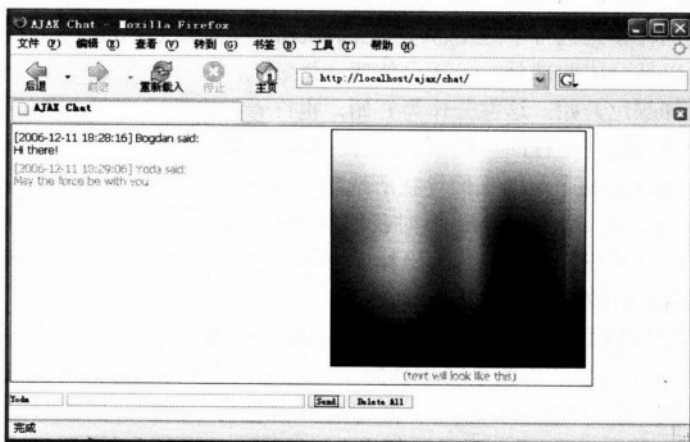 AJAX Chat - Mozilla Firefox
文件 (F) 编辑 (E) 查看 (V) 转到 (G) 书签 (B) 工具 (T) 帮助 (H)
后退 前进 重新载入 停止 主页 http://localhost/ajax/chat/ G
AJAX Chat
[2006-12-11 18:28:16] Bogdan said:
Hi there!
[2006-12-11 18:29:06] Yoda said:
May the force be with you
(text will look like this)
Yoda Send Delete All
完成